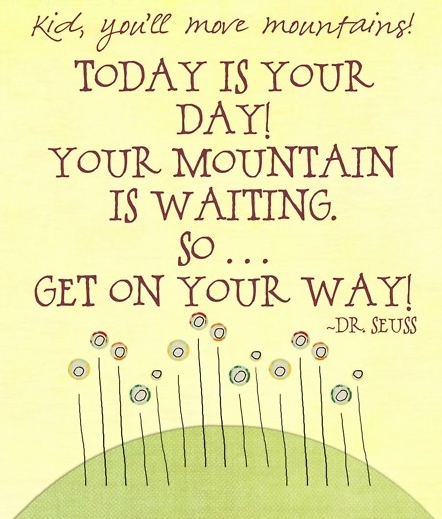 Kid, you'll move mountains!
TODAY IS YOUR
DAY!
YOUR MOUNTAIN
IS WAITING.
SO . . .
GET ON YOUR WAY!
~DR. SEUSS